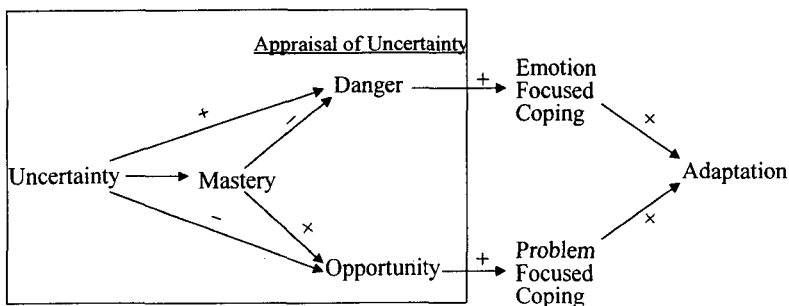 Appraisal of Uncertainty
Danger
+
Emotion
Focused
Coping
+
-
×
Uncertainty
Mastery
Adaptation
-
×
×
Opportunity
+
Problem
Focused
Coping